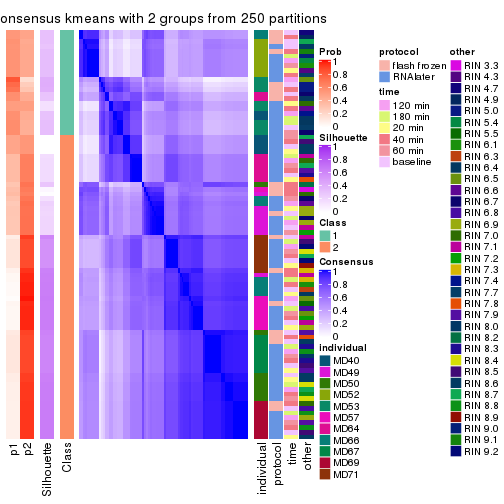 onsensus kmeans with 2 groups from 250 partitions
Prob
1
0.8
0.6
0.4
0.2
0
Silhouette
1
0.8
0.6
0.4
0.2
0
Class
1
2
Consensus
1
0.8
0.6
0.4
0.2
0
individual
MD40
MD49
MD50
MD52
MD53
MD57
MD64
MD66
MD67
MD69
MD71
protocol
flash frozen
RNAlater
time
120 min
180 min
20 min
40 min
60 min
baseline
other
RIN 3.3
RIN 4.3
RIN 4.7
RIN 4.9
RIN 5.0
RIN 5.4
RIN 5.5
RIN 6.1
RIN 6.3
RIN 6.4
RIN 6.5
RIN 6.6
RIN 6.7
RIN 6.8
RIN 6.9
RIN 7.0
RIN 7.1
RIN 7.2
RIN 7.3
RIN 7.4
RIN 7.7
RIN 7.8
RIN 7.9
RIN 8.0
RIN 8.2
RIN 8.3
RIN 8.4
RIN 8.5
RIN 8.6
RIN 8.7
RIN 8.8
RIN 8.9
RIN 9.0
RIN 9.1
RIN 9.2
p1
p2
Silhouette
Class
individual
protocol
time
other